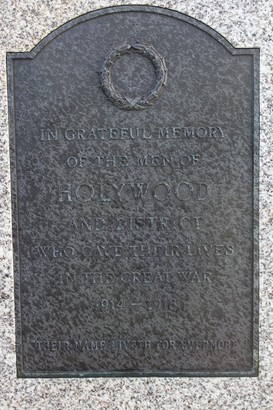 IN GRATEFUL MEMORY
OF THE MEN OF
HOLYWOOD
AND DISTRICT
WHO GAVE THEIR LIVES
IN THE GREAT WAR
1914 – 1918
THEIR NAME LIVETH FOR EVERMORE